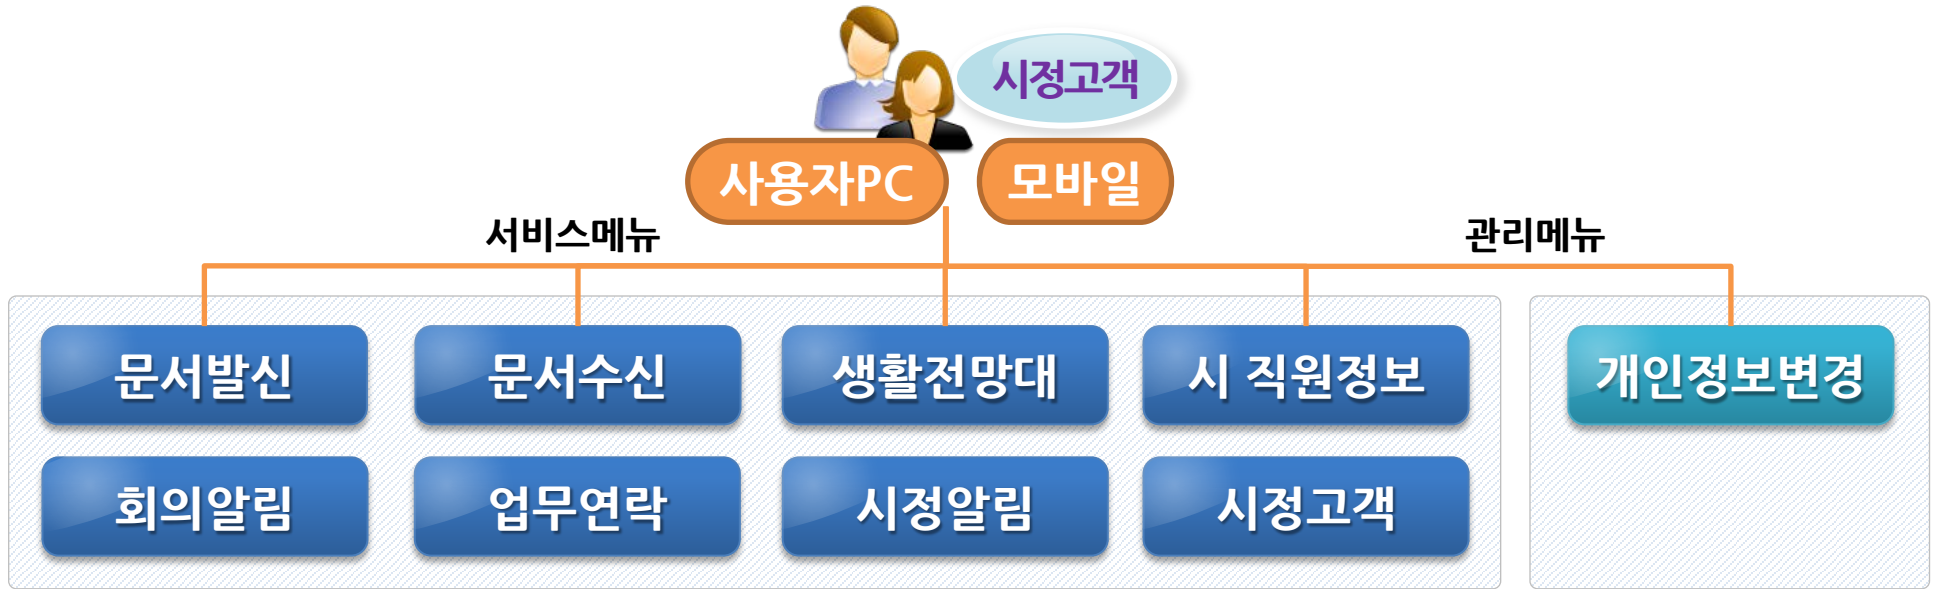 시정고객
사용자PC 모바일
서비스메뉴 관리메뉴
문서발신 문서수신 생활전망대 시 직원정보 개인정보변경
회의알림 업무연락 시정알림 시정고객